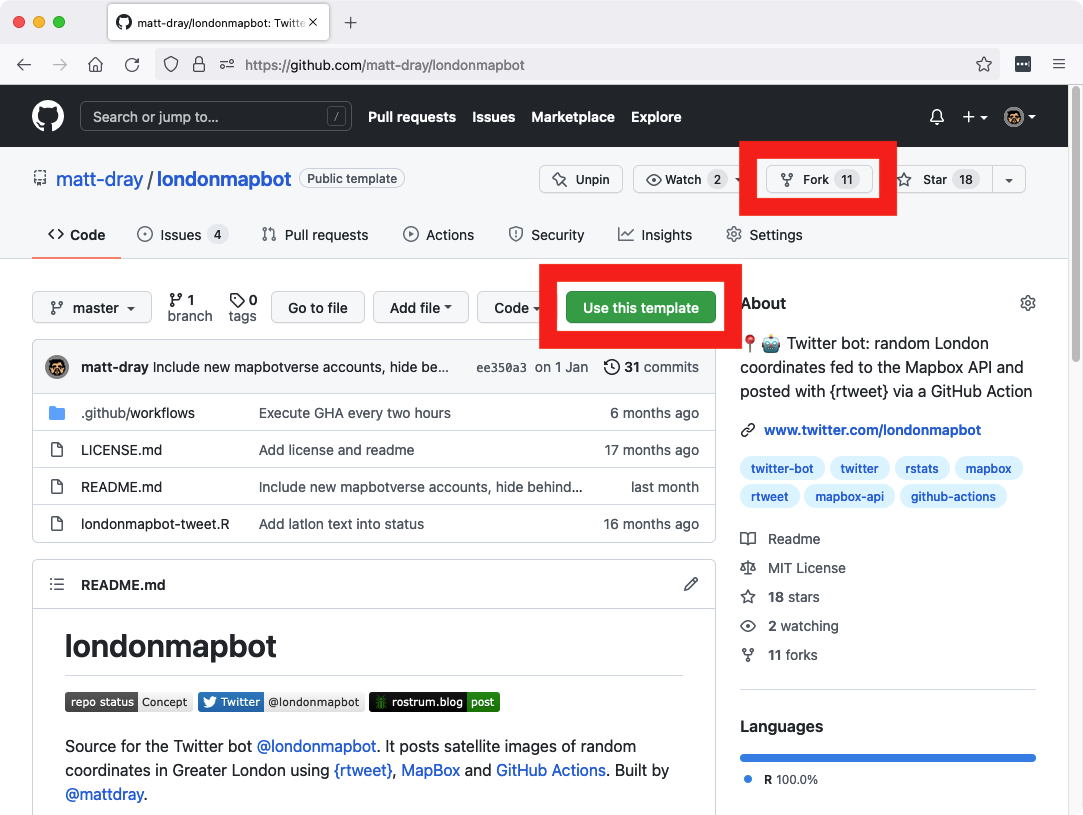 matt-dray/londonmapbot: Twitte
https://github.com/matt-dray/londonmapbot
Search or jump to… /
Pull requests Issues Marketplace Explore
matt-dray / londonmapbot Public template
Unpin Watch 2 Fork 11 Star 18
Code Issues 4 Pull requests Actions Security Insights Settings
master 1 branch 0 tags Go to file Add file Code Use this template
matt-dray Include new mapbotverse accounts, hide be… ee350a3 on 1 Jan 31 commits
.github/workflows Execute GHA every two hours 6 months ago
LICENSE.md Add license and readme 17 months ago
README.md Include new mapbotverse accounts, hide behind… last month
londonmapbot-tweet.R Add latlon text into status 16 months ago
README.md
londonmapbot
repo status Concept Twitter @londonmapbot rostrum.blog post
Source for the Twitter bot @londonmapbot. It posts satellite images of random
coordinates in Greater London using {rtweet}, MapBox and GitHub Actions. Built by
@mattdray.
About
Twitter bot: random London
coordinates fed to the Mapbox API and
posted with {rtweet} via a GitHub Action
www.twitter.com/londonmapbot
twitter-bot twitter rstats mapbox
rtweet mapbox-api github-actions
Readme
MIT License
18 stars
2 watching
11 forks
Languages
R 100.0%